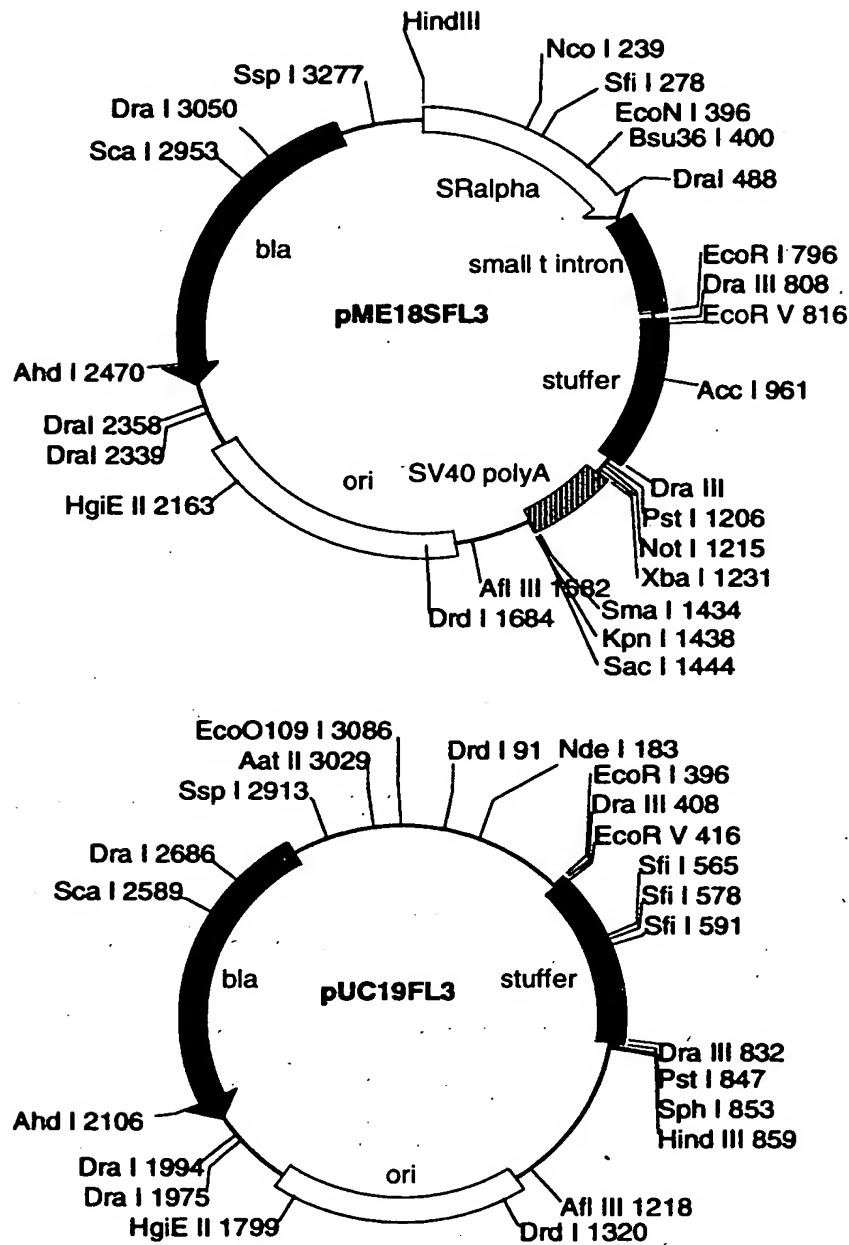 HindIII
Nco I 239
Ssp I 3277
Sfi I 278
EcoN I 396
Dra I 3050
Bsu36 I 400
Sca I 2953
DraI 488
SRalpha
bla
small t intron
EcoR I 796
Dra III 808
pME18SFL3
EcoR V 816
Ahd I 2470
stuffer
Acc I 961
DraI 2358
DraI 2339
ori
SV40 polyA
Dra III
HgiE II 2163
Pst I 1206
Not I 1215
Xba I 1231
Afl III 1682
Sma I 1434
Drd I 1684
Kpn I 1438
Sac I 1444
EcoO109 I 3086
Drd I 91
Nde I 183
Aat II 3029
EcoR I 396
Ssp I 2913
Dra III 408
EcoR V 416
Dra I 2686
Sfi I 565
Sca I 2589
Sfi I 578
Sfi I 591
bla
pUC19FL3
stuffer
Dra III 832
Pst I 847
Ahd I 2106
Sph I 853
Hind III 859
Dra I 1994
ori
Dra I 1975
Afl III 1218
HgiE II 1799
Drd I 1320